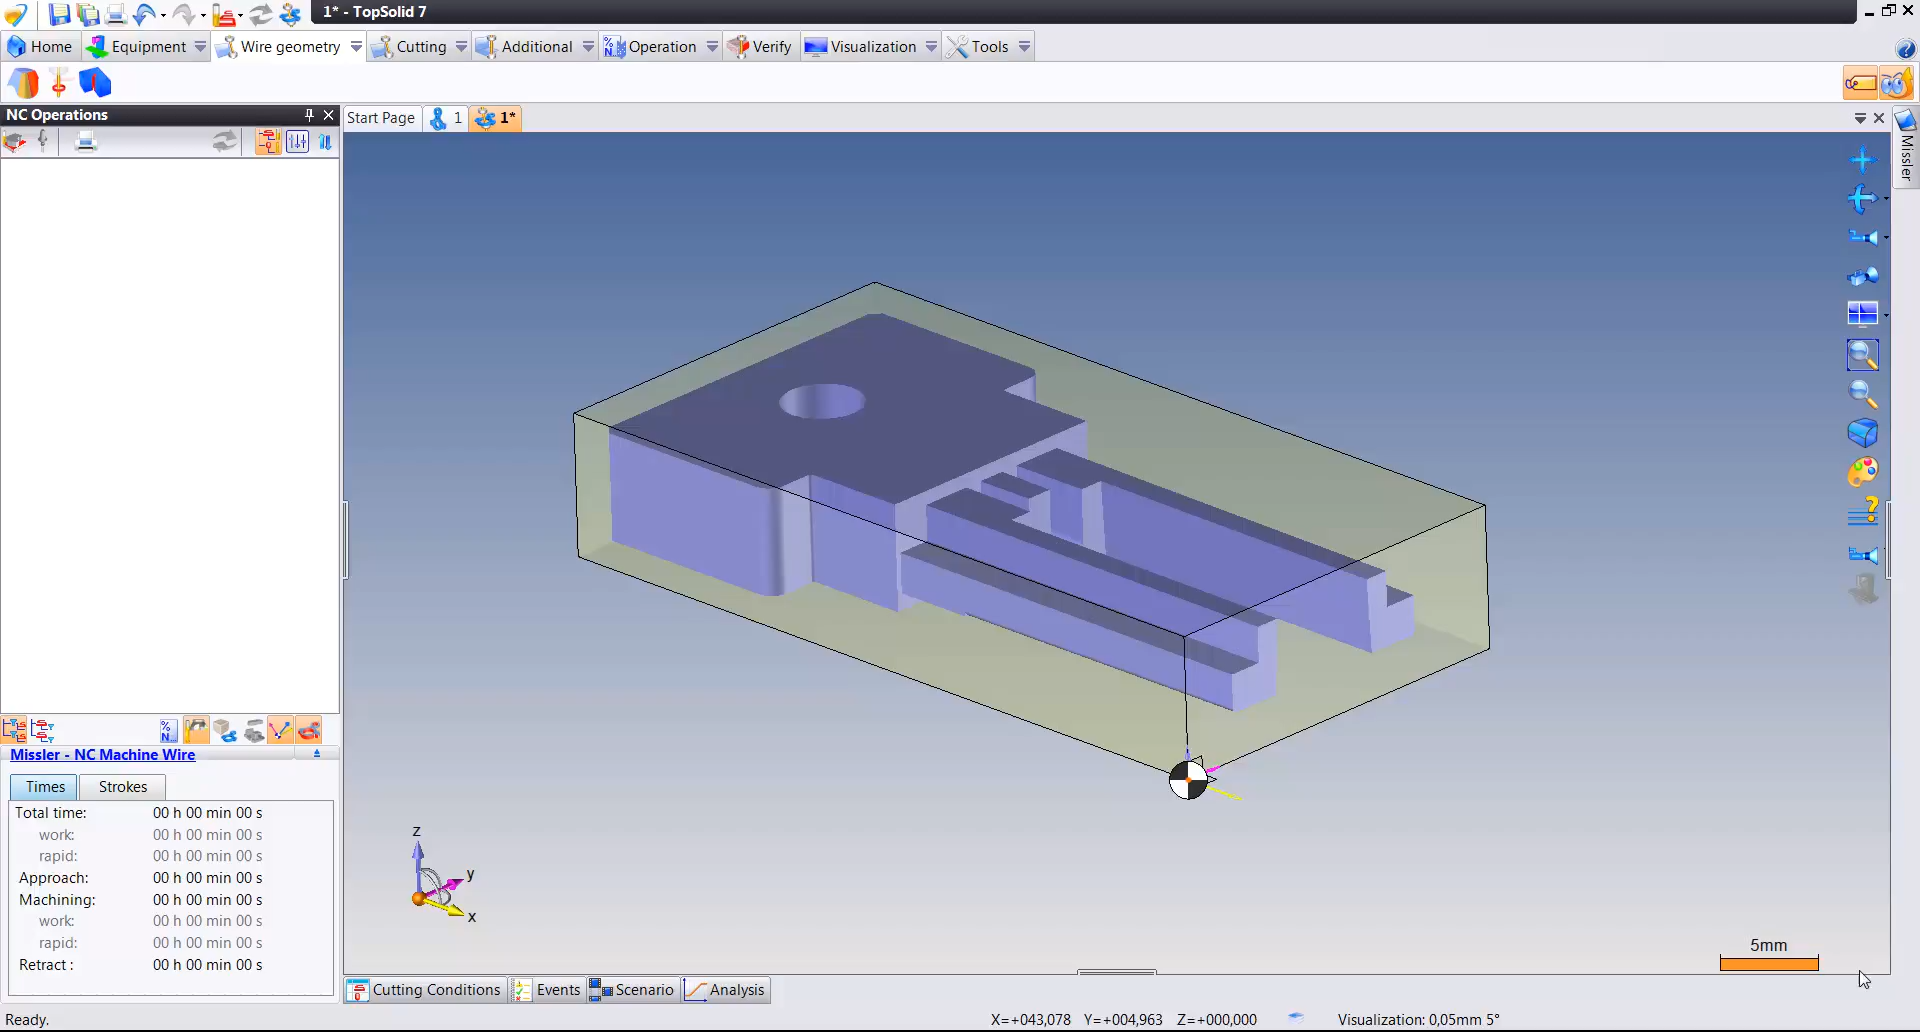 1* - TopSolid 7
Home
Equipment
Wire geometry
Cutting
Additional
Operation
Verify
Visualization
Tools
NC Operations
Start Page
1
1*
Missler
Missler - NC Machine Wire
Times
Strokes
Total time: 00 h 00 min 00 s
work: 00 h 00 min 00 s
rapid: 00 h 00 min 00 s
Approach: 00 h 00 min 00 s
Machining: 00 h 00 min 00 s
work: 00 h 00 min 00 s
rapid: 00 h 00 min 00 s
Retract : 00 h 00 min 00 s
z
y
x
5mm
Cutting Conditions
Events
Scenario
Analysis
Ready.
X=+043,078 Y=+004,963 Z=+000,000
Visualization: 0,05mm 5°